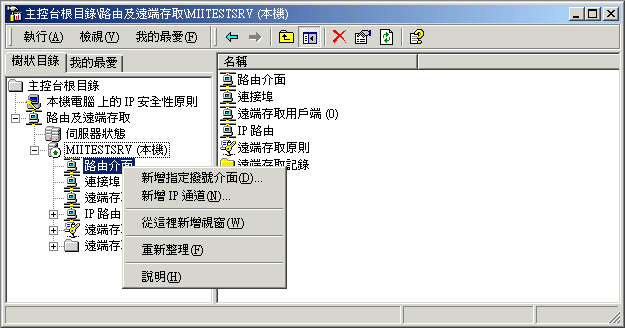 主控台根目錄\路由及遠端存取\MIITESTSRV (本機)
執行(A) 檢視(V) 我的最愛(F)
樹狀目錄 我的最愛
主控台根目錄
本機電腦 上的 IP 安全性原則
路由及遠端存取
伺服器狀態
MIITESTSRV (本機)
路由介面
連接埠
遠端存
IP 路由
遠端存
遠端存
新增指定撥號介面(D)...
新增 IP 通道(N)...
從這裡新增視窗(W)
重新整理(F)
說明(H)
名稱
路由介面
連接埠
遠端存取用戶端 (0)
IP 路由
遠端存取原則
遠端存取記錄